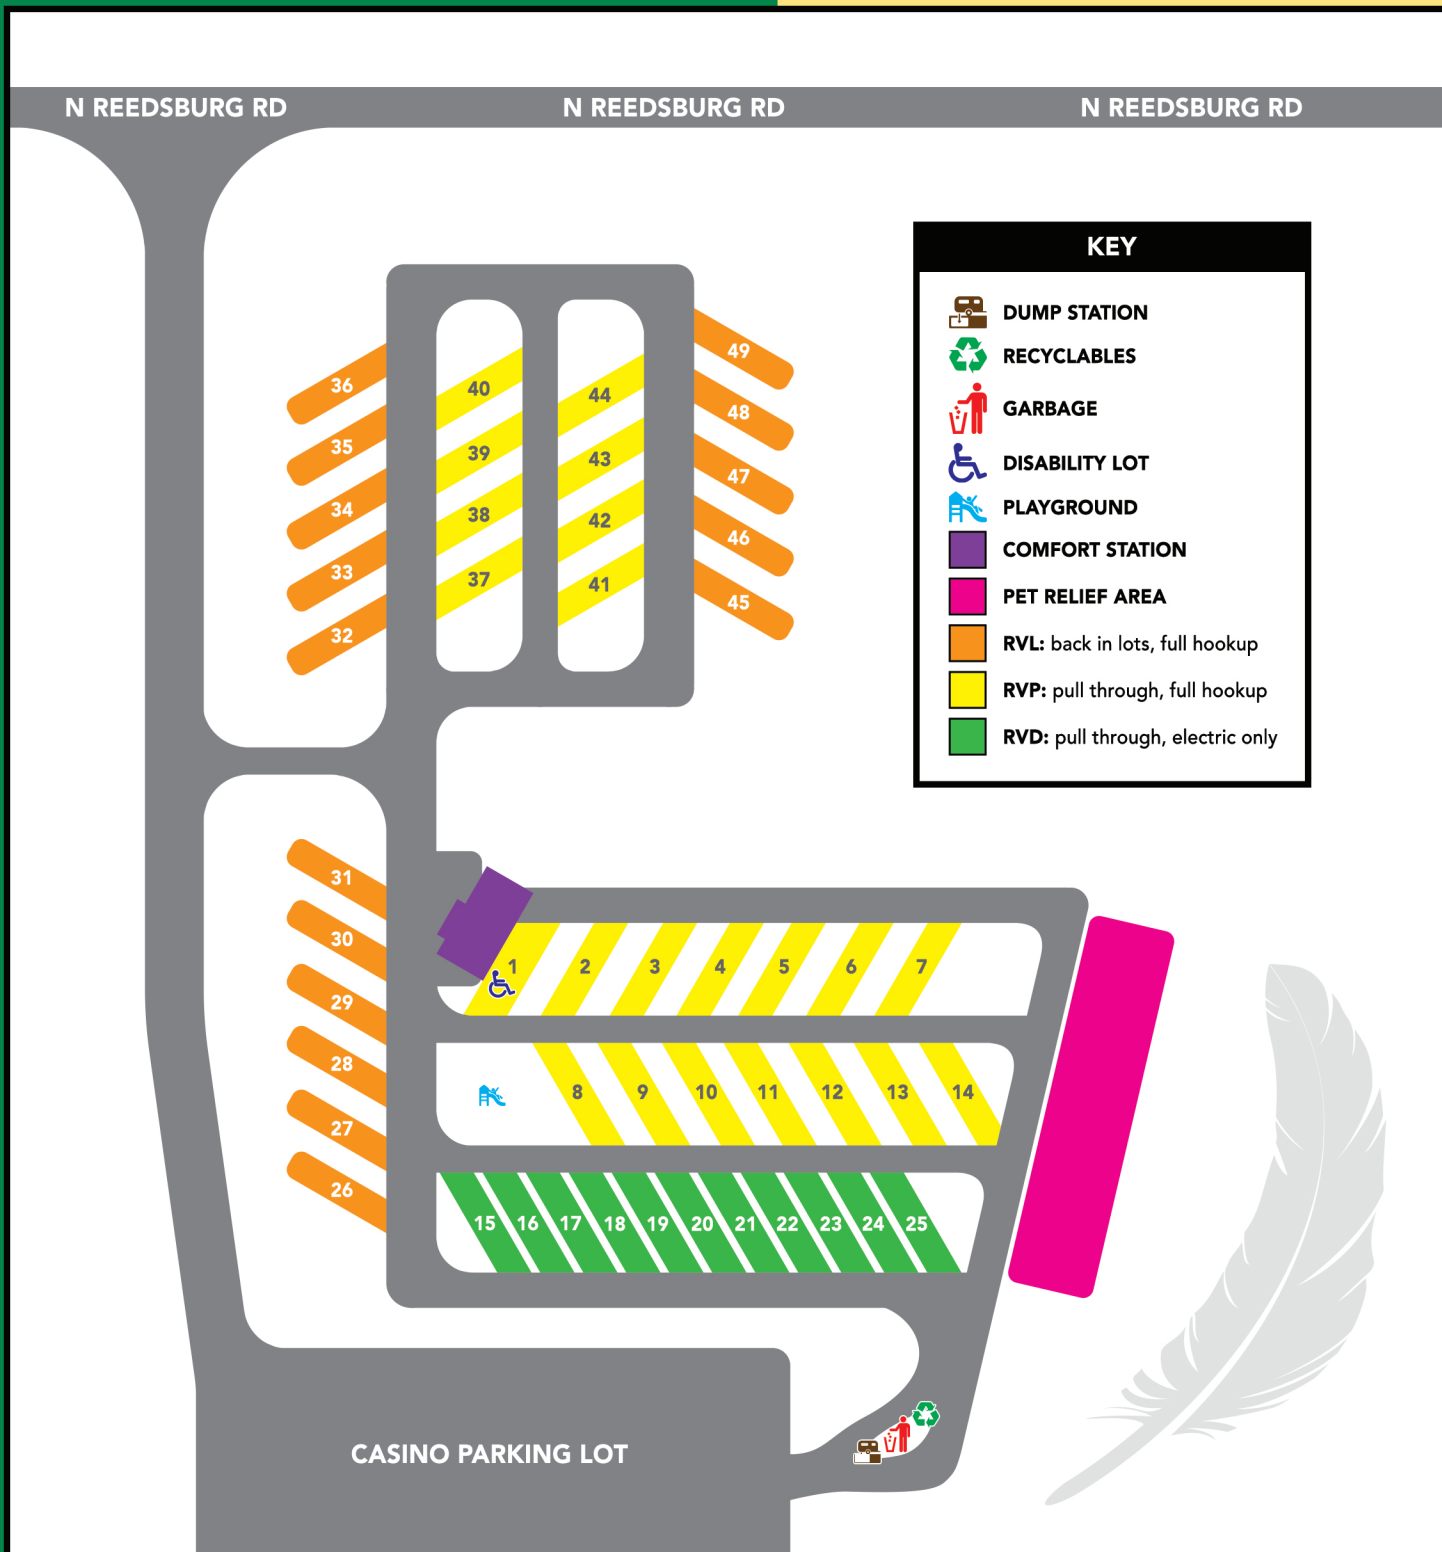 N REEDSBURG RD
N REEDSBURG RD
N REEDSBURG RD
KEY
DUMP STATION
RECYCLABLES
GARBAGE
DISABILITY LOT
PLAYGROUND
COMFORT STATION
PET RELIEF AREA
RVL: back in lots, full hookup
RVP: pull through, full hookup
RVD: pull through, electric only
36
35
34
33
32
40
39
38
37
44
43
42
41
49
48
47
46
45
31
30
29
28
27
26
1 2 3 4 5 6 7
8 9 10 11 12 13 14
15 16 17 18 19 20 21 22 23 24 25
CASINO PARKING LOT